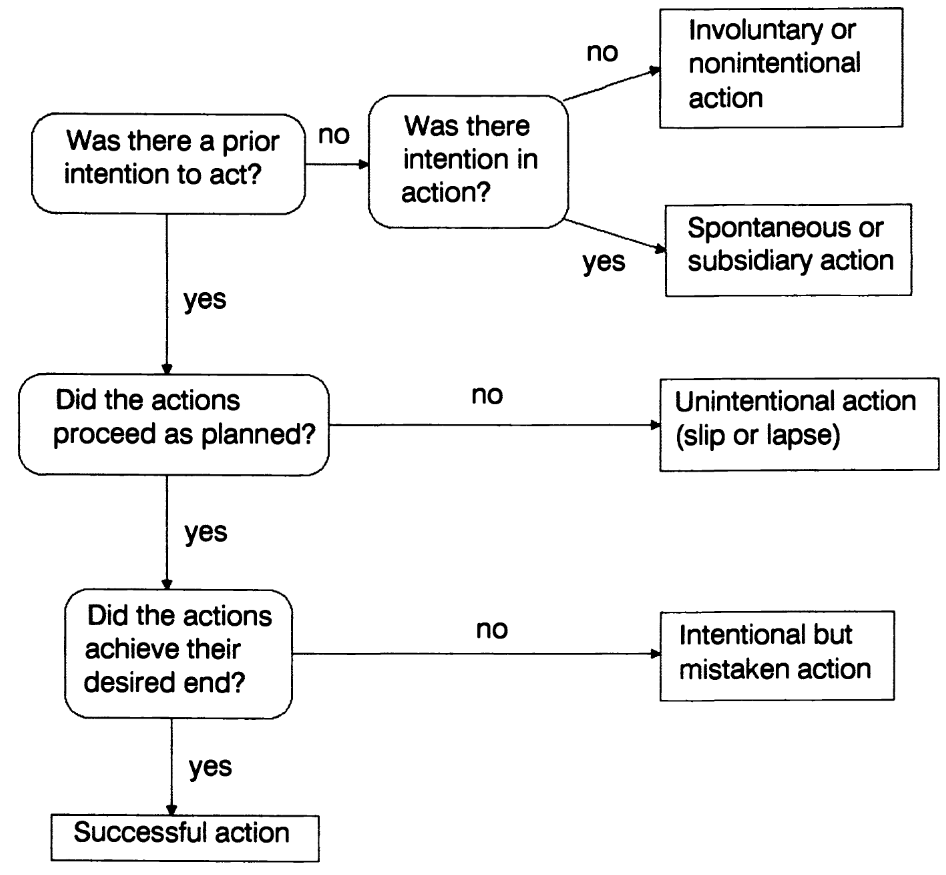 Was there a prior
intention to act?
no
Was there
intention in
action?
no
Involuntary or
nonintentional
action
yes
Spontaneous or
subsidiary action
yes
Did the actions
proceed as planned?
no
Unintentional action
(slip or lapse)
yes
Did the actions
achieve their
desired end?
no
Intentional but
mistaken action
yes
Successful action